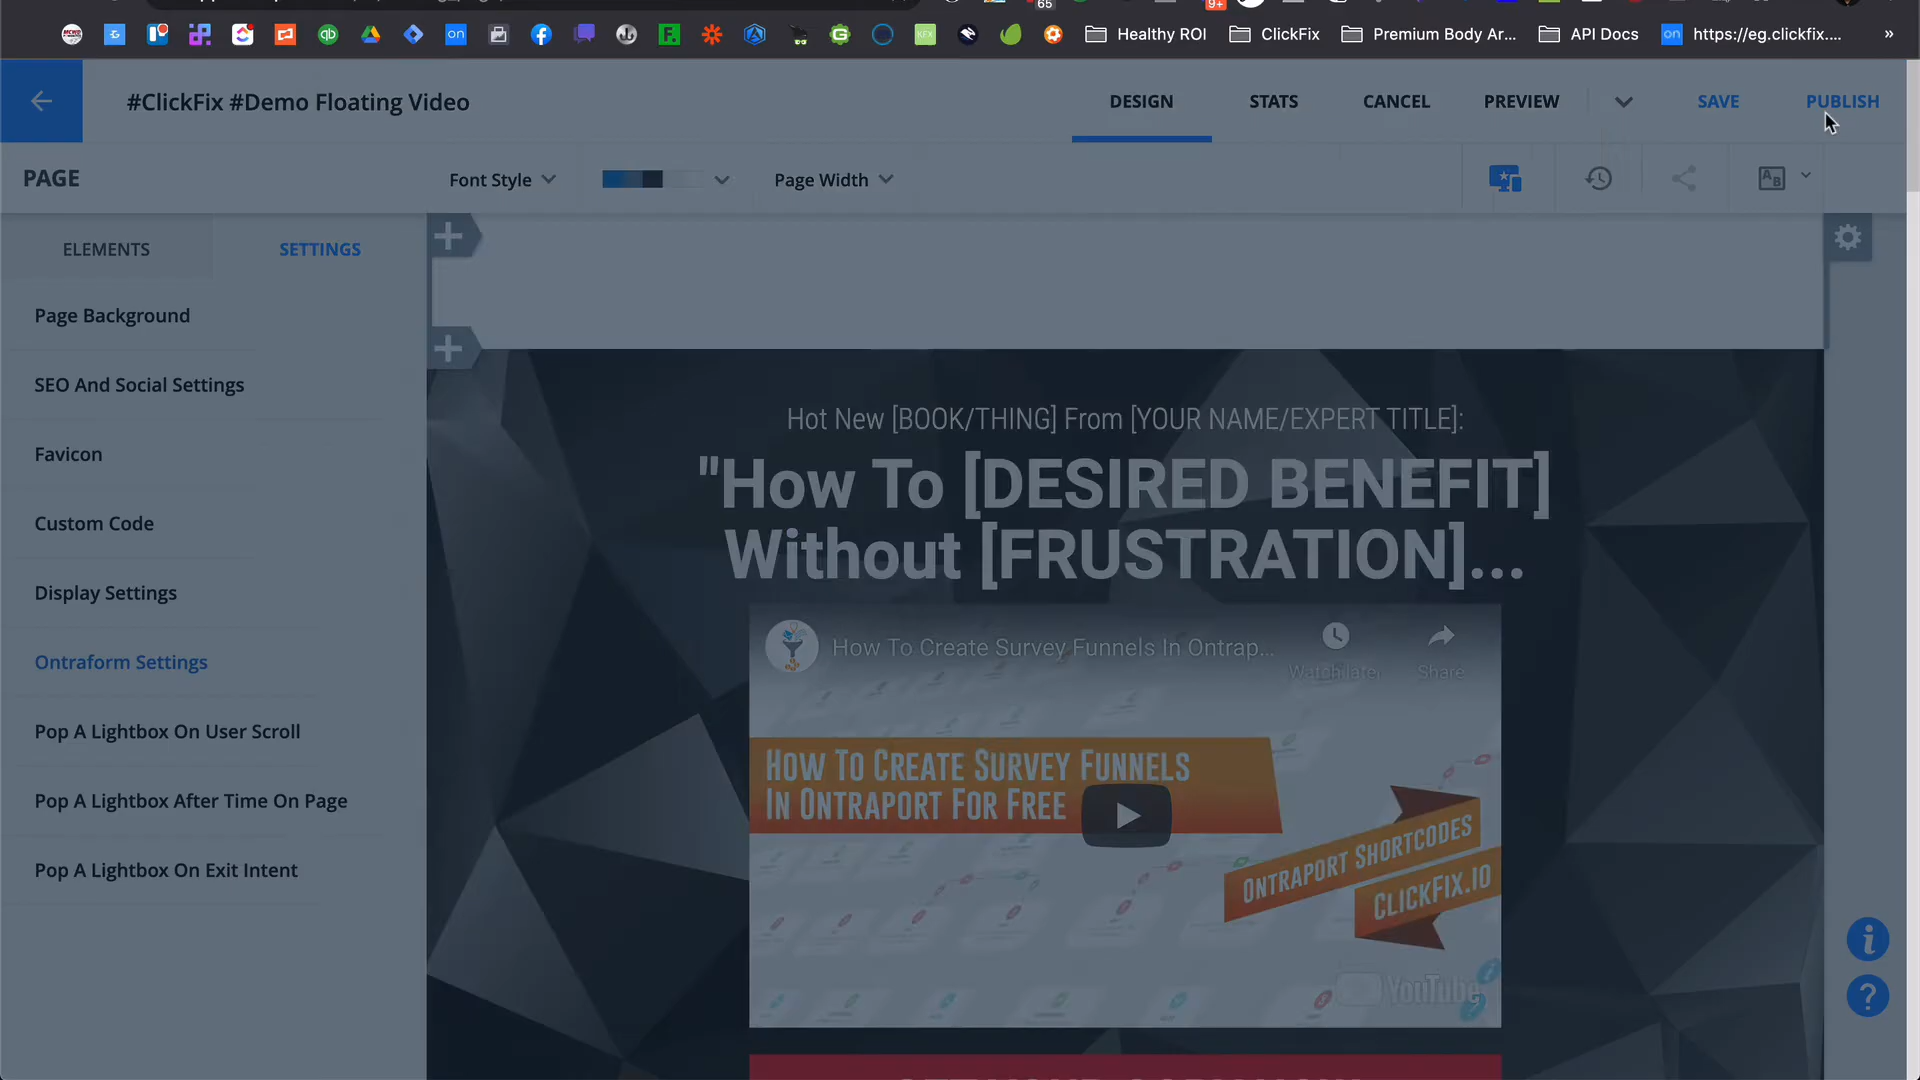 65
9+
on
KFX
Healthy ROI
ClickFix
Premium Body Ar...
API Docs
on
https://eg.clickfix....
»
#ClickFix #Demo Floating Video
DESIGN
STATS
CANCEL
PREVIEW
SAVE
PUBLISH
PAGE
Font Style
Page Width
ELEMENTS
SETTINGS
Page Background
SEO And Social Settings
Favicon
Custom Code
Display Settings
Ontraform Settings
Pop A Lightbox On User Scroll
Pop A Lightbox After Time On Page
Pop A Lightbox On Exit Intent
Hot New [BOOK/THING] From [YOUR NAME/EXPERT TITLE]:
"How To [DESIRED BENEFIT]
Without [FRUSTRATION]...
How To Create Survey Funnels In Ontrap...
Watch later
Share
HOW TO CREATE SURVEY FUNNELS
IN ONTRAPORT FOR FREE
ONTRAPORT SHORTCODES
CLICKFIX.IO
YouTube